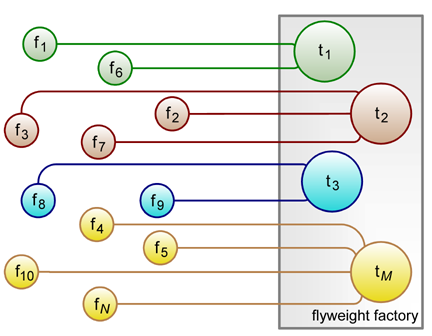 f1
t1
f6
f2
t2
f3
f7
t3
f8
f9
f4
f5
f10
tM
fN
flyweight factory